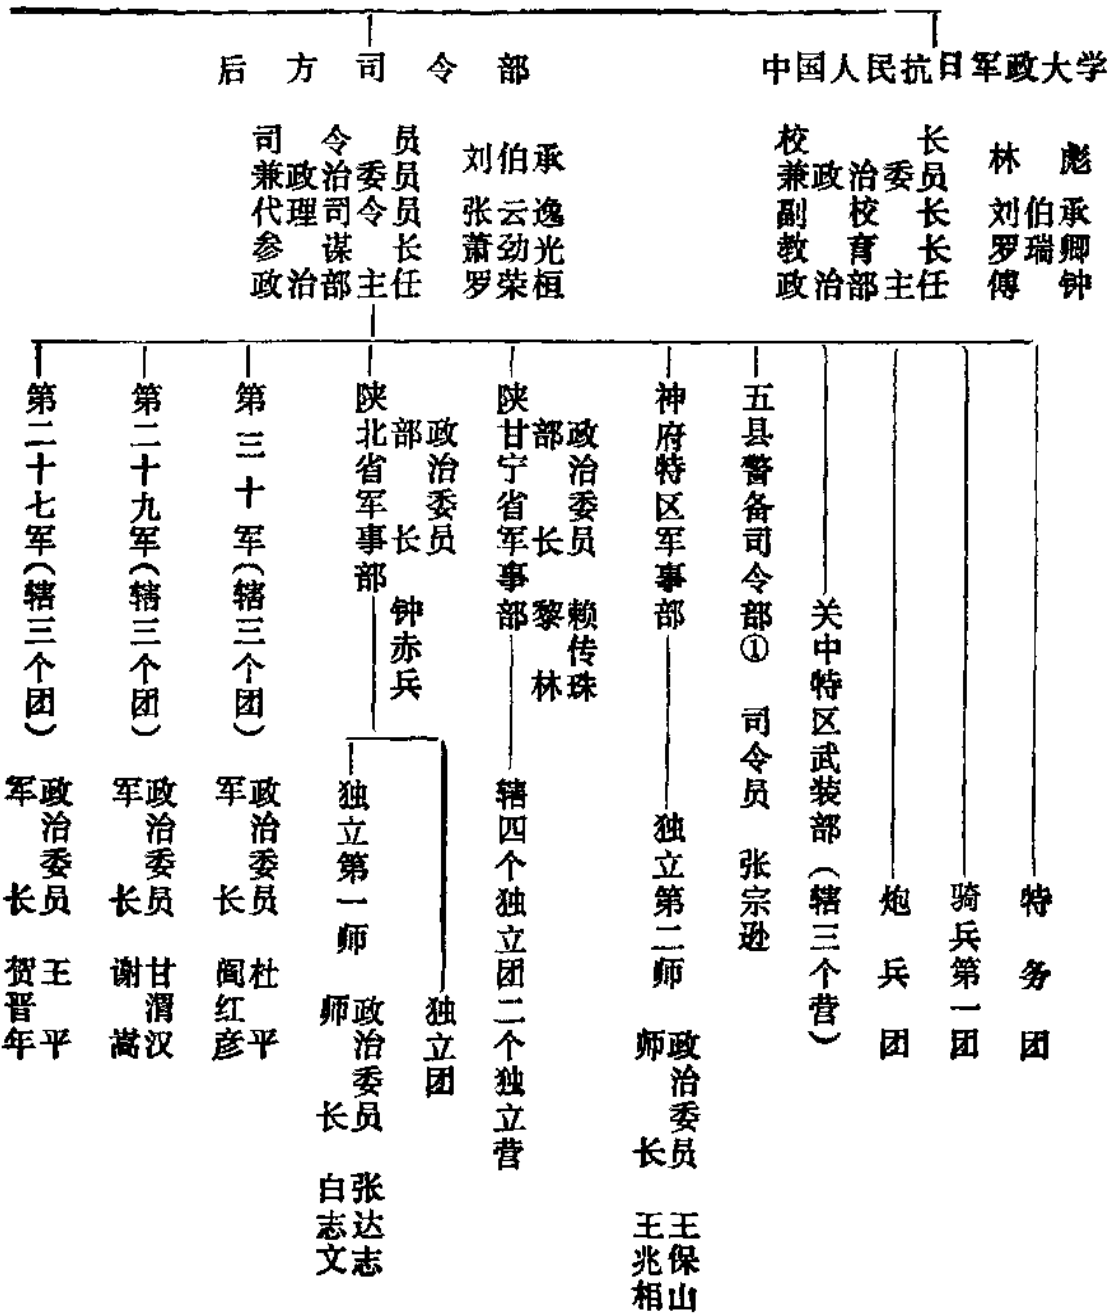 后方司令部
司令员兼政治委员 刘伯承
代理司令员 张云逸
参谋长 萧劲光
政治部主任 罗荣桓
中国人民抗日军政大学
校长兼政治委员 林彪
副校长 刘伯承
教育长 罗瑞卿
政治部主任 傅钟
第二十七军(辖三个团)
军长 贺晋年
政治委员 王平
第二十九军(辖三个团)
军长 谢嵩
政治委员 甘渭汉
第三十军(辖三个团)
军长 阎红彦
政治委员 杜平
陕北省军事部
部长
政治委员
钟赤兵
独立第一师
师长 白志文
政治委员 张达志
独立团
陕甘宁省军事部
部长 黎林
政治委员 赖传珠
辖四个独立团二个独立营
神府特区军事部
独立第二师
师长 王兆相
政治委员 王保山
五县警备司令部① 司令员 张宗逊
关中特区武装部(辖三个营)
炮兵团
骑兵第一团
特务团